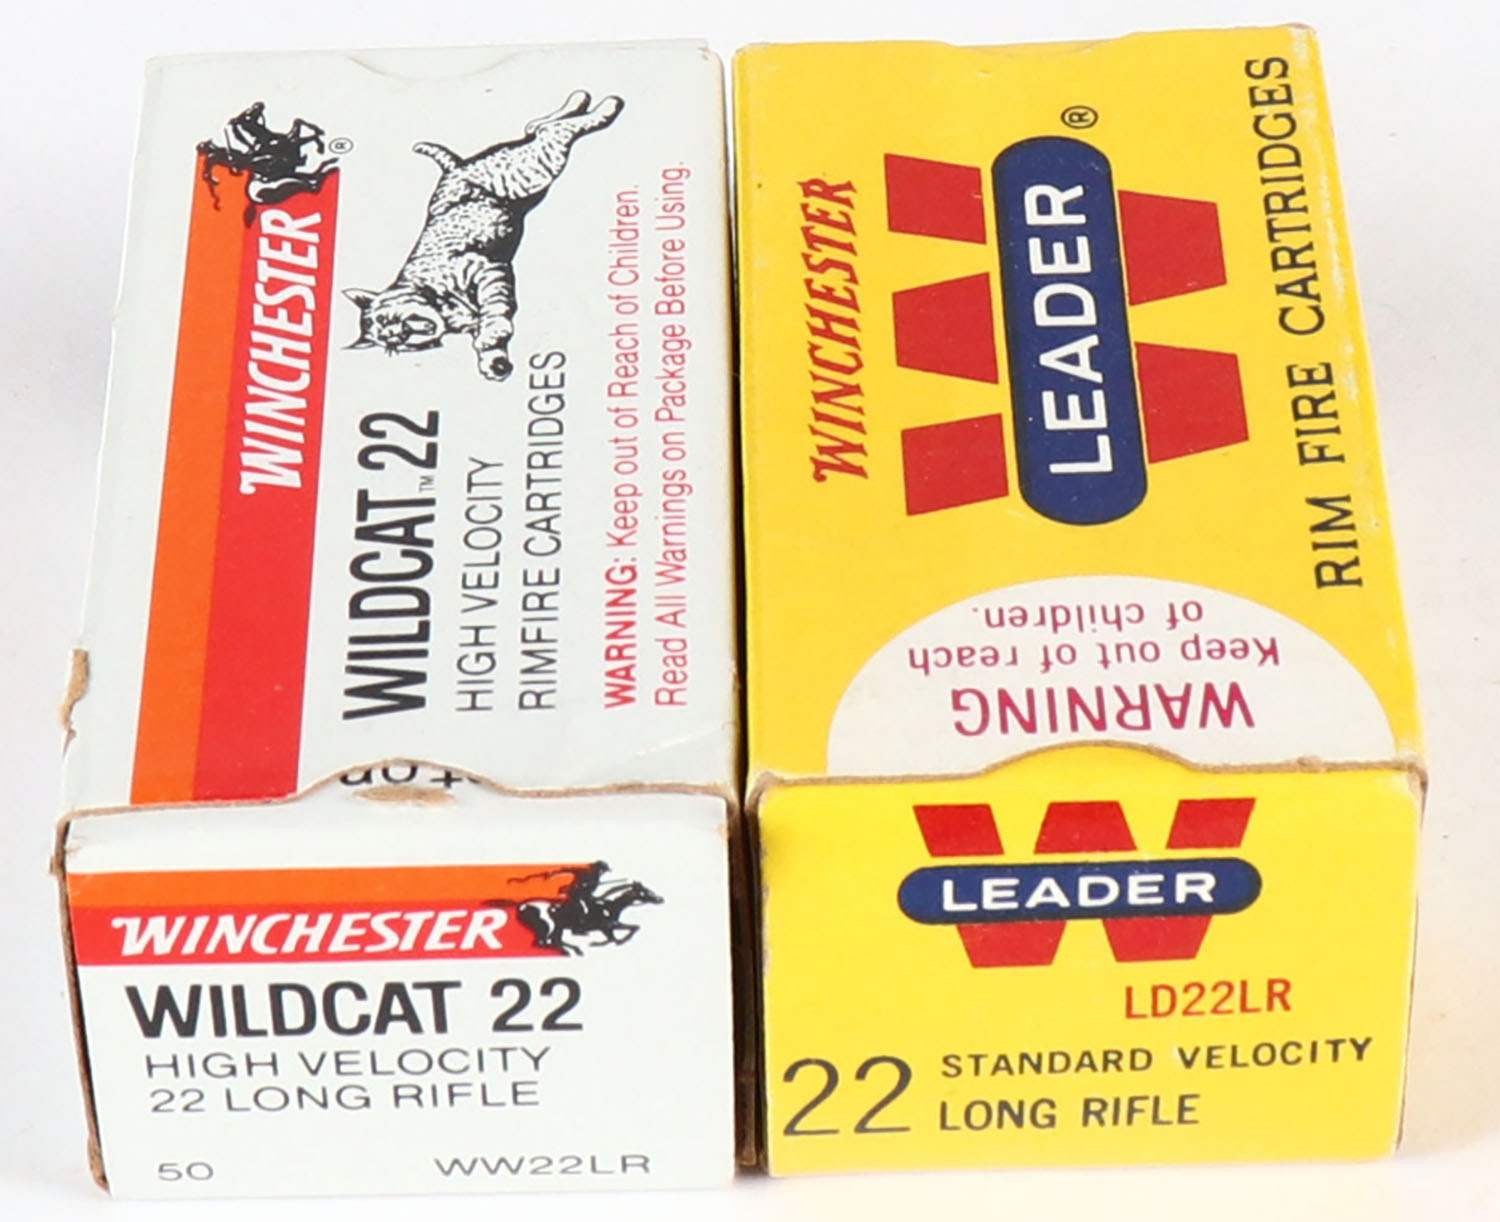 WINCHESTER
®
WILDCAT™ 22
HIGH VELOCITY
RIMFIRE CARTRIDGES
WARNING: Keep out of Reach of Children.
Read All Warnings on Package Before Using.
WINCHESTER
WILDCAT 22
HIGH VELOCITY
22 LONG RIFLE
50 WW22LR
WINCHESTER
LEADER
®
RIM FIRE CARTRIDGES
WARNING
Keep out of reach
of children.
LEADER
LD22LR
22 STANDARD VELOCITY
LONG RIFLE